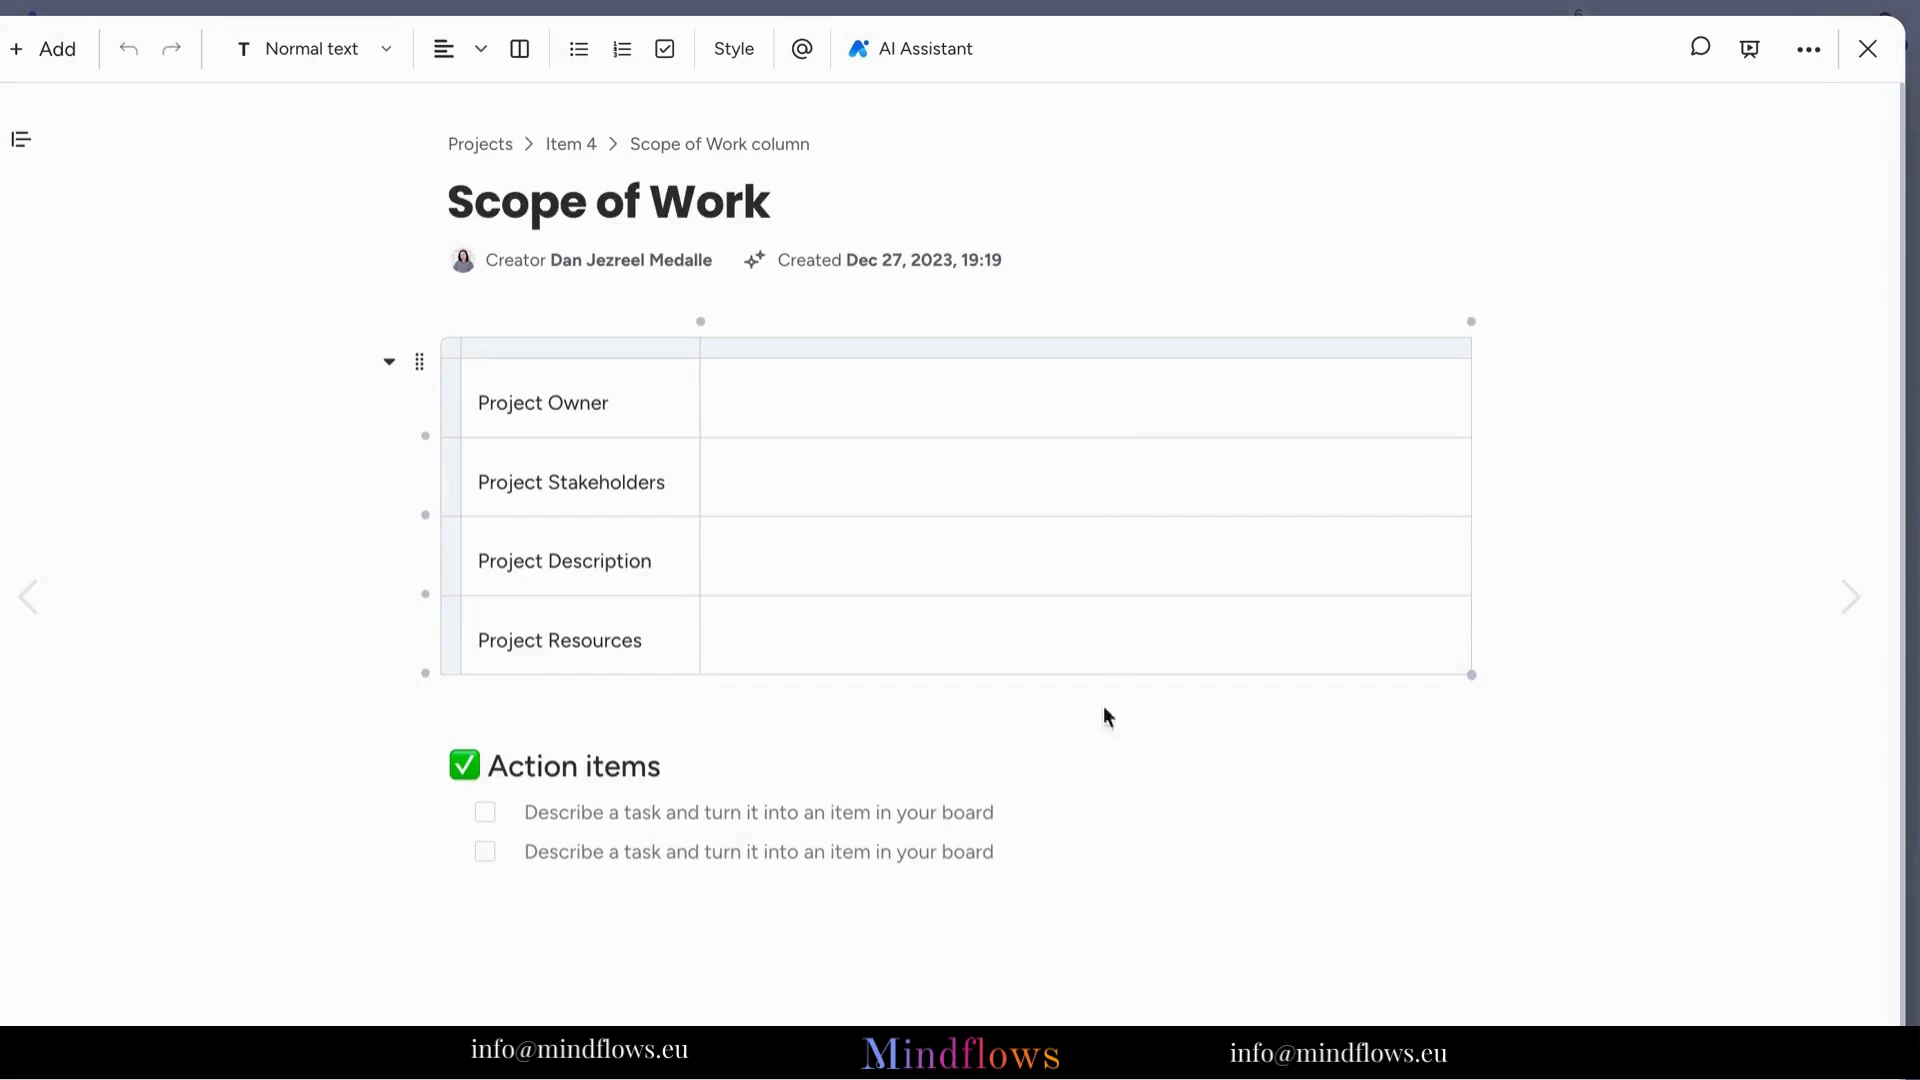 + Add
T Normal text
Style
@
AI Assistant
Projects > Item 4 > Scope of Work column
Scope of Work
Creator Dan Jezreel Medalle
Created Dec 27, 2023, 19:19
Project Owner
Project Stakeholders
Project Description
Project Resources
✅ Action items
Describe a task and turn it into an item in your board
Describe a task and turn it into an item in your board
info@mindflows.eu
Mindflows
info@mindflows.eu